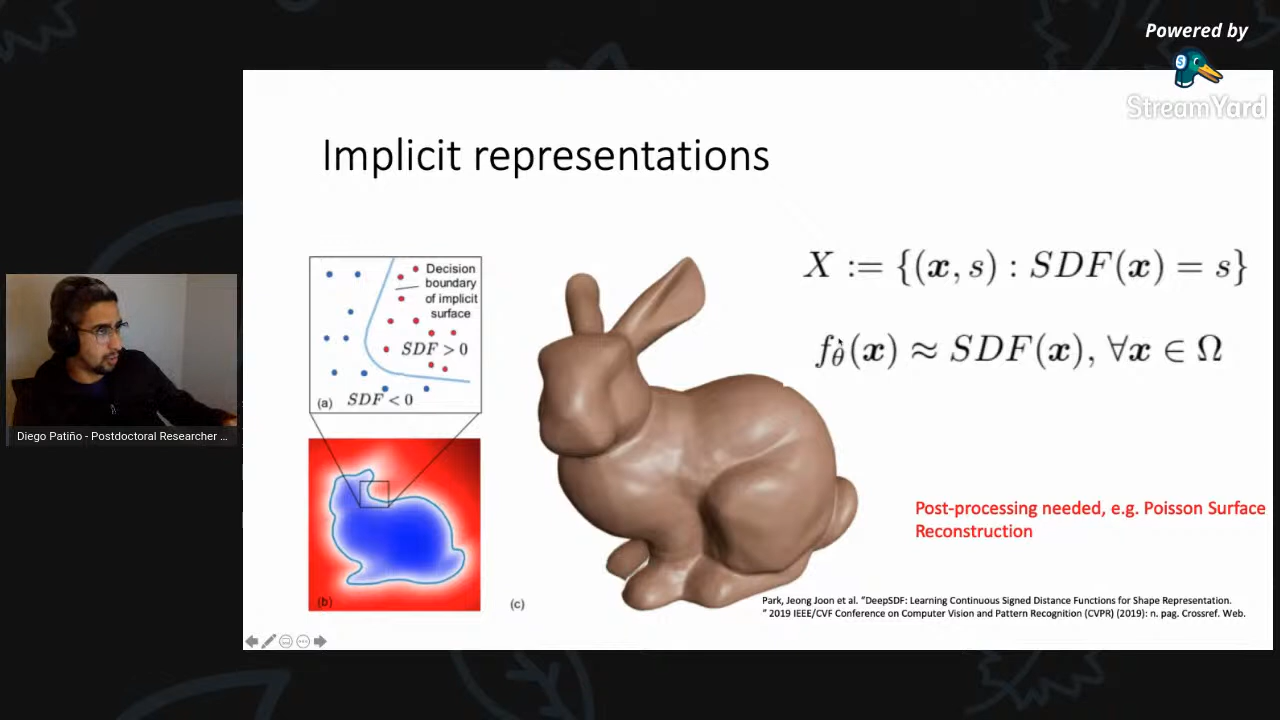 Powered by
StreamYard
Implicit representations
Decision
boundary
of implicit
surface
SDF > 0
(a) SDF < 0
(b)
(c)
X := {(x, s) : SDF(x) = s}
f_θ(x) ≈ SDF(x), ∀x ∈ Ω
Post-processing needed, e.g. Poisson Surface
Reconstruction
Park, Jeong Joon et al. “DeepSDF: Learning Continuous Signed Distance Functions for Shape Representation.
” 2019 IEEE/CVF Conference on Computer Vision and Pattern Recognition (CVPR) (2019): n. pag. Crossref. Web.
Diego Patiño - Postdoctoral Researcher ...